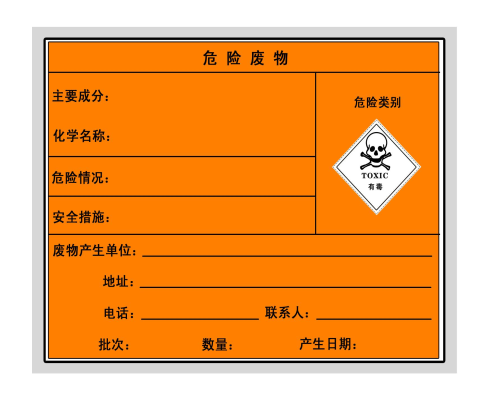 危险废物
主要成分：
危险类别
化学名称：
TOXIC
有毒
危险情况：
安全措施：
废物产生单位：
地址：
电话： 联系人：
批次： 数量： 产生日期：